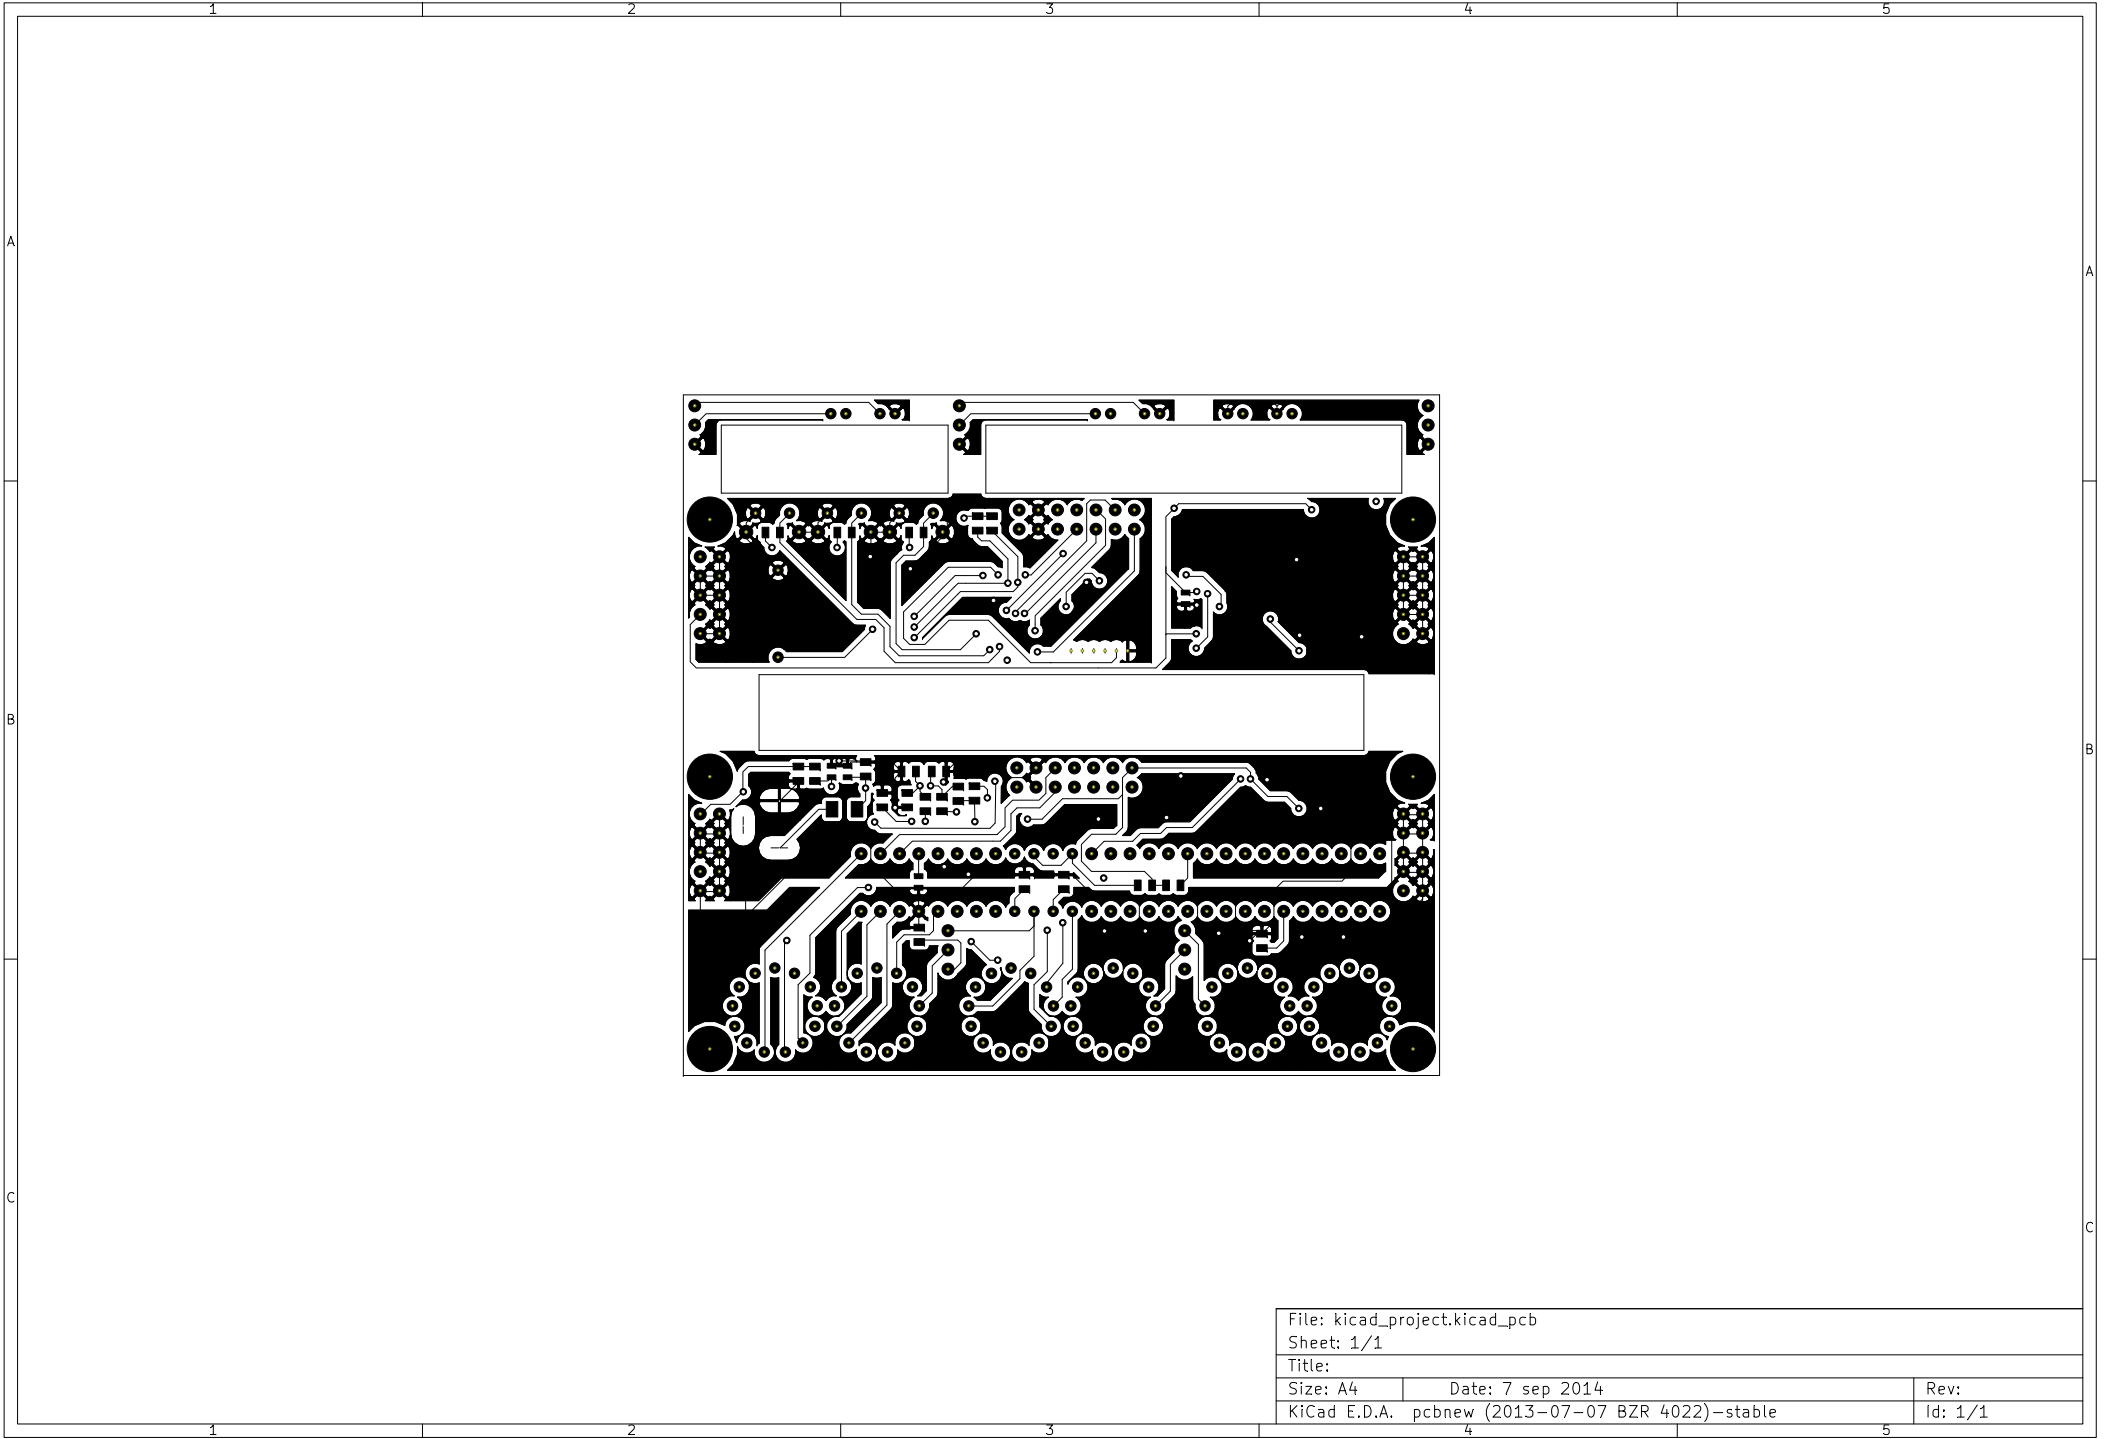 1 2 3 4 5
A A
B B
C C
File: kicad_project.kicad_pcb
Sheet: 1/1
Title:
Size: A4 Date: 7 sep 2014 Rev:
KiCad E.D.A. pcbnew (2013-07-07 BZR 4022)-stable Id: 1/1
1 2 3 4 5